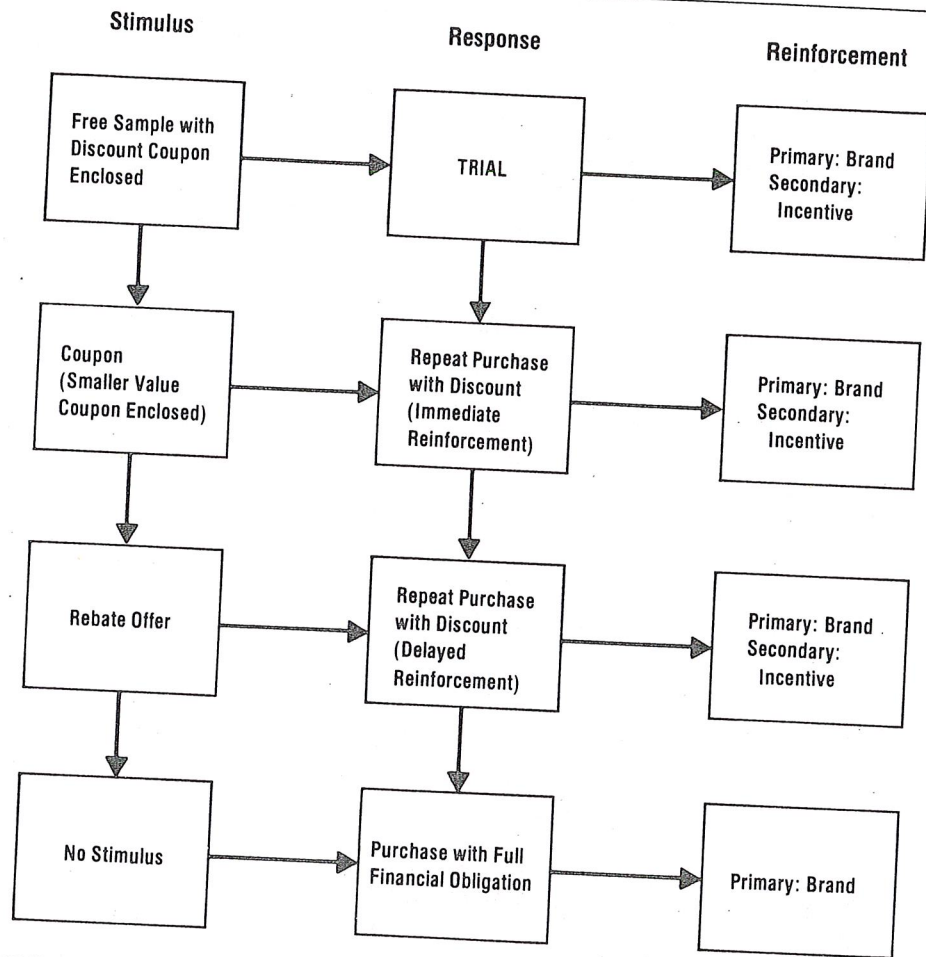 Stimulus
Response
Reinforcement
Free Sample with
Discount Coupon
Enclosed
TRIAL
Primary: Brand
Secondary:
Incentive
Coupon
(Smaller Value
Coupon Enclosed)
Repeat Purchase
with Discount
(Immediate
Reinforcement)
Primary: Brand
Secondary:
Incentive
Rebate Offer
Repeat Purchase
with Discount
(Delayed
Reinforcement)
Primary: Brand
Secondary:
Incentive
No Stimulus
Purchase with Full
Financial Obligation
Primary: Brand